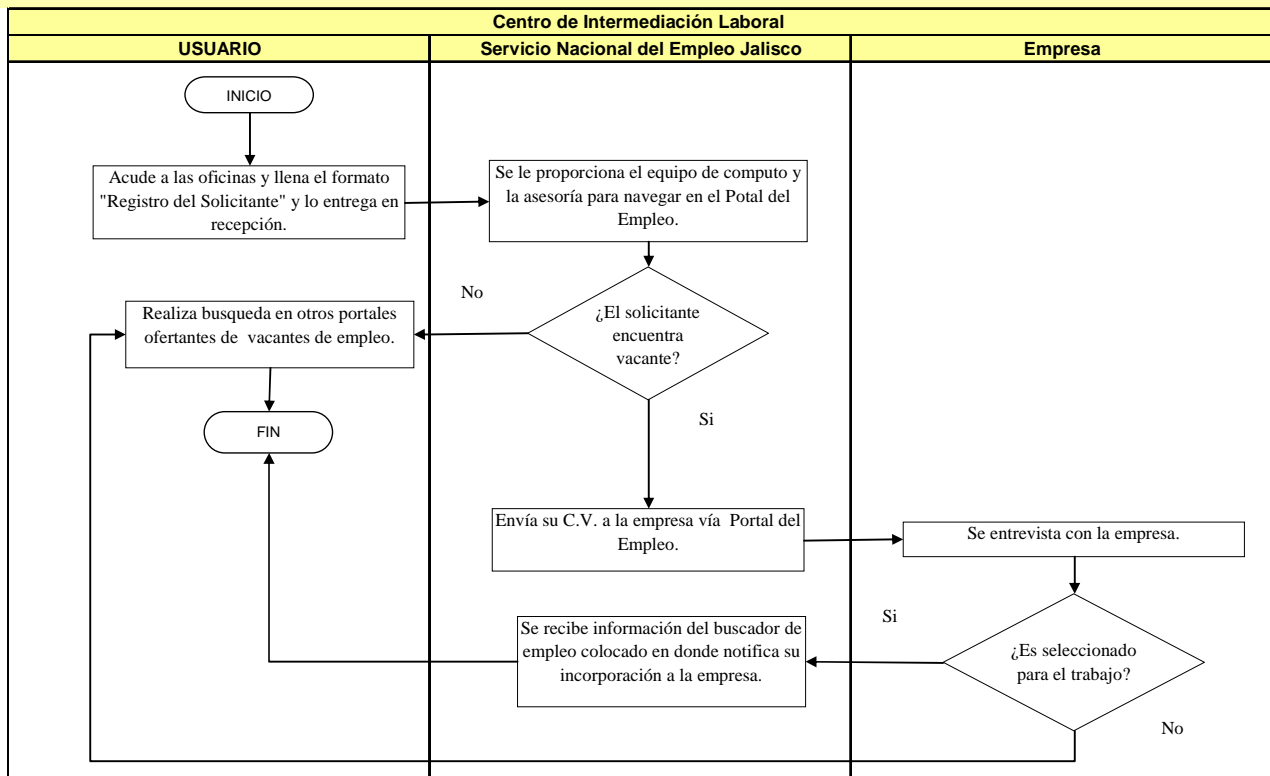 Centro de Intermediación Laboral
USUARIO
Servicio Nacional del Empleo Jalisco
Empresa
INICIO
Acude a las oficinas y llena el formato
"Registro del Solicitante" y lo entrega en
recepción.
Se le proporciona el equipo de computo y
la asesoría para navegar en el Potal del
Empleo.
No
Realiza busqueda en otros portales
ofertantes de vacantes de empleo.
¿El solicitante
encuentra
vacante?
Si
FIN
Envía su C.V. a la empresa vía Portal del
Empleo.
Se entrevista con la empresa.
Si
Se recibe información del buscador de
empleo colocado en donde notifica su
incorporación a la empresa.
¿Es seleccionado
para el trabajo?
No